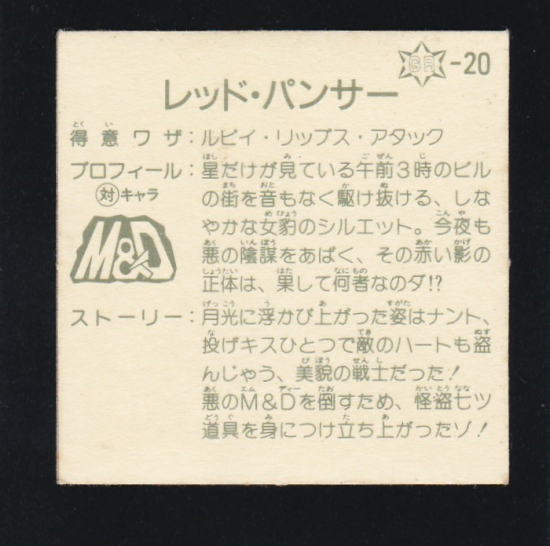 -20
レッド・パンサー
得意ワザ：ルビイ・リップス・アタック
プロフィール：星だけが見ている午前3時のビル
対キャラ
の街を音もなく駆け抜ける、しな
やかな女豹のシルエット。今夜も
M&D
悪の陰謀をあばく、その赤い影の
正体は、果して何者なのダ!?
ストーリー：月光に浮かび上がった姿はナント、
投げキスひとつで敵のハートも盗
んじゃう、美貌の戦士だった！
悪のM&Dを倒すため、怪盗七ツ
道具を身につけ立ち上がったゾ！